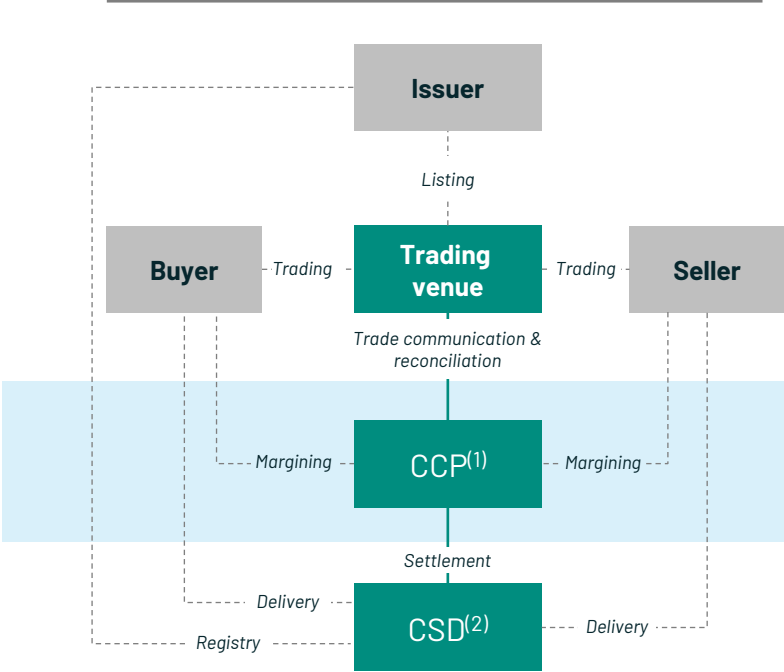 Issuer
Listing
Buyer
Trading
Trading
venue
Trading
Seller
Trade communication &
reconciliation
Margining
CCP(1)
Margining
Settlement
Delivery
CSD(2)
Delivery
Registry